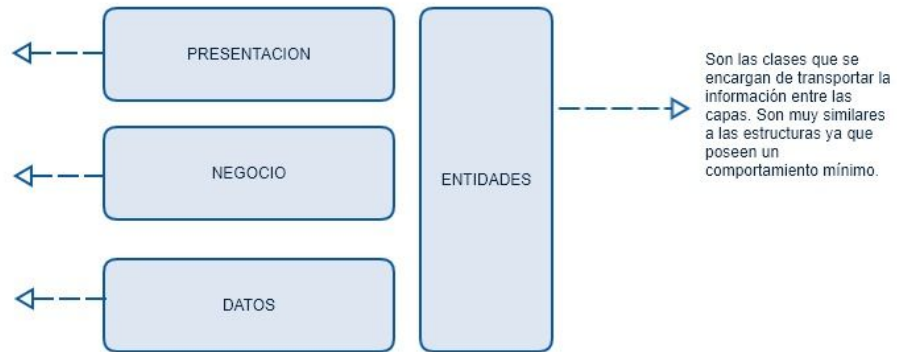 PRESENTACION
NEGOCIO
DATOS
ENTIDADES
Son las clases que se
encargan de transportar la
información entre las
capas. Son muy similares
a las estructuras ya que
poseen un
comportamiento mínimo.